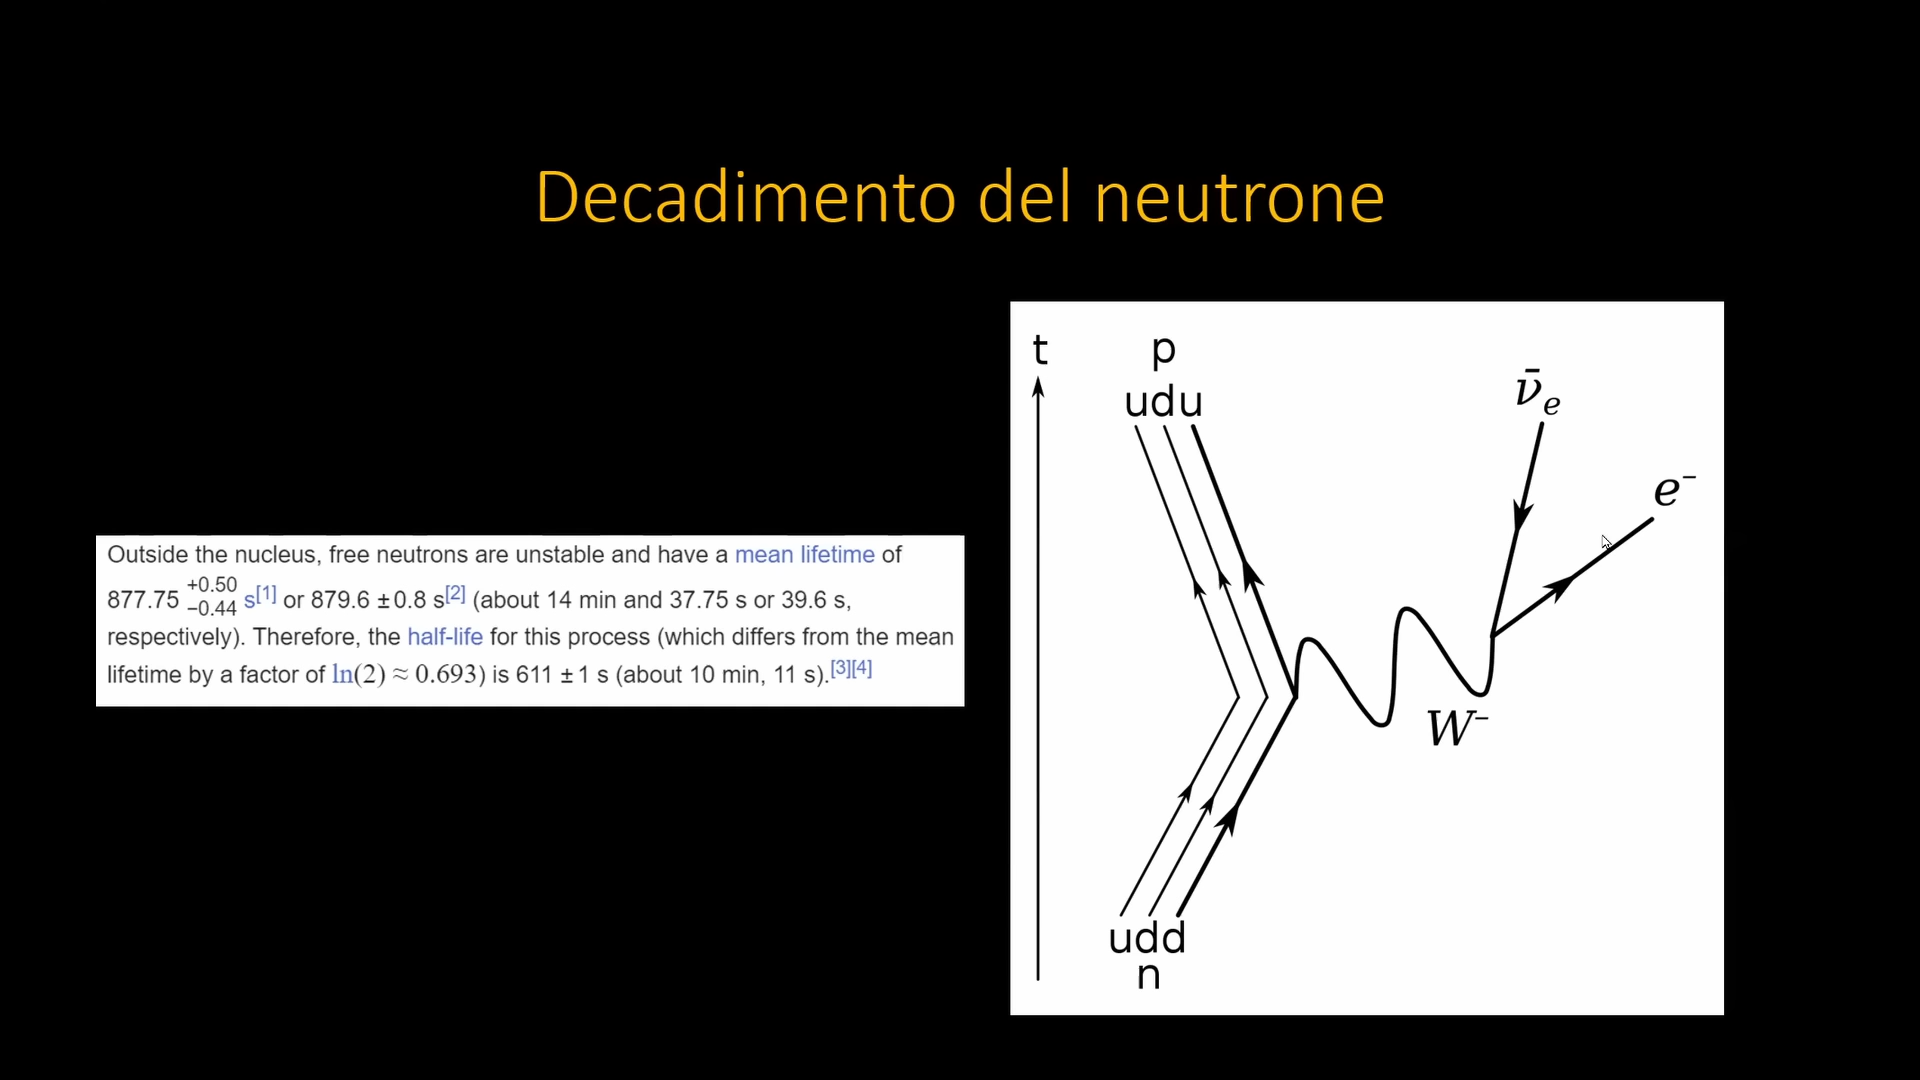 Decadimento del neutrone
Outside the nucleus, free neutrons are unstable and have a mean lifetime of
877.75 +0.50 −0.44 s[1] or 879.6 ±0.8 s[2] (about 14 min and 37.75 s or 39.6 s,
respectively). Therefore, the half-life for this process (which differs from the mean
lifetime by a factor of ln(2) ≈ 0.693) is 611 ±1 s (about 10 min, 11 s).[3][4]
t
p
udu
ν̄e
e−
W−
udd
n